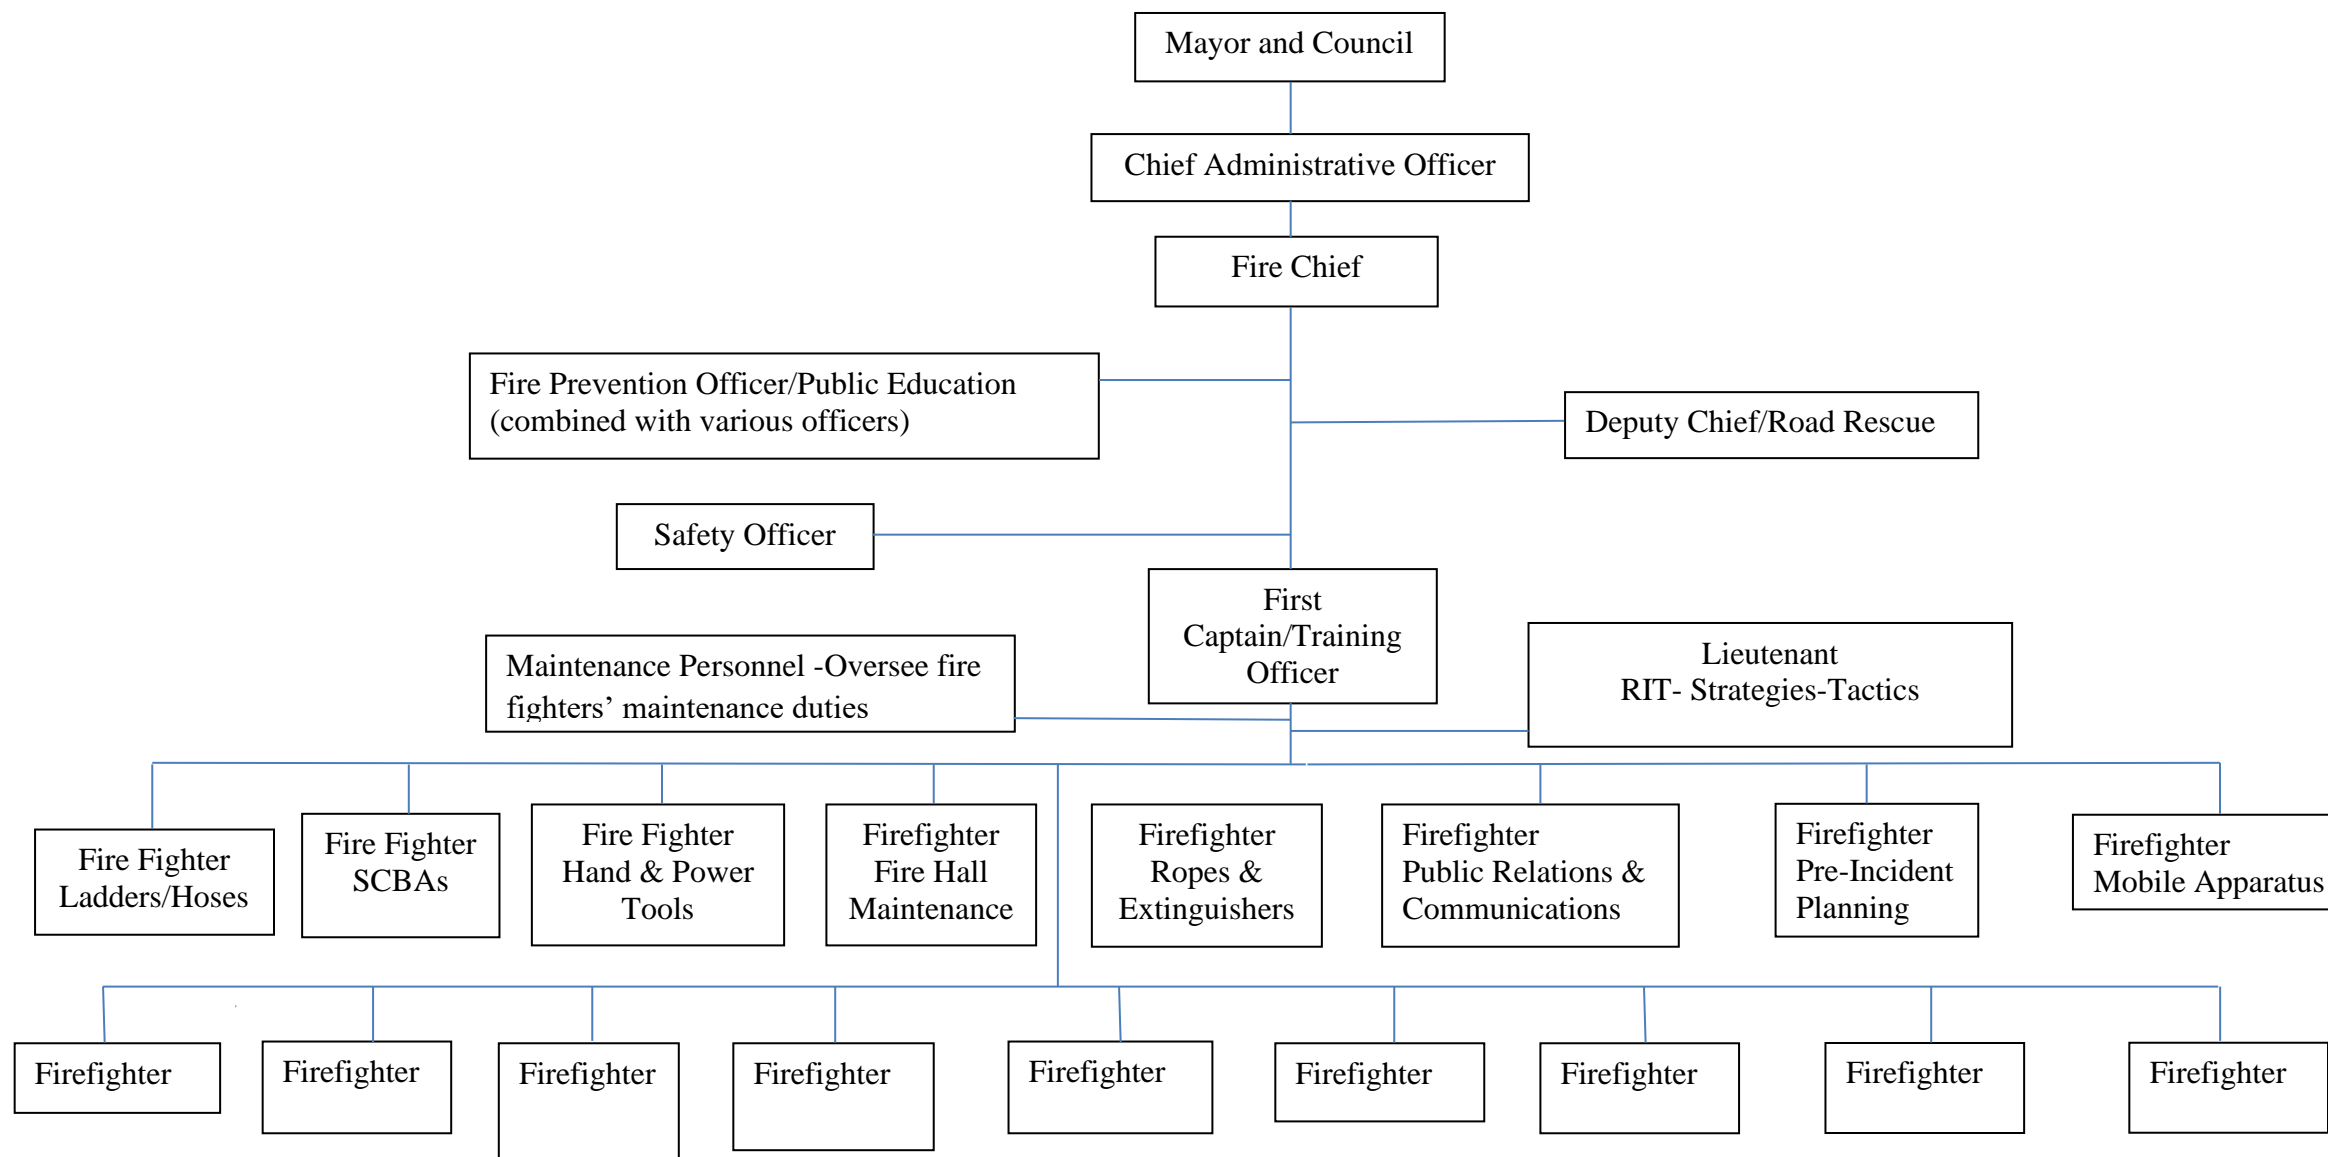 Mayor and Council
Chief Administrative Officer
Fire Chief
Fire Prevention Officer/Public Education
(combined with various officers)
Deputy Chief/Road Rescue
Safety Officer
First
Captain/Training
Officer
Maintenance Personnel -Oversee fire
fighters’ maintenance duties
Lieutenant
RIT- Strategies-Tactics
Fire Fighter
Ladders/Hoses
Fire Fighter
SCBAs
Fire Fighter
Hand & Power
Tools
Firefighter
Fire Hall
Maintenance
Firefighter
Ropes &
Extinguishers
Firefighter
Public Relations &
Communications
Firefighter
Pre-Incident
Planning
Firefighter
Mobile Apparatus
Firefighter
Firefighter
Firefighter
Firefighter
Firefighter
Firefighter
Firefighter
Firefighter
Firefighter